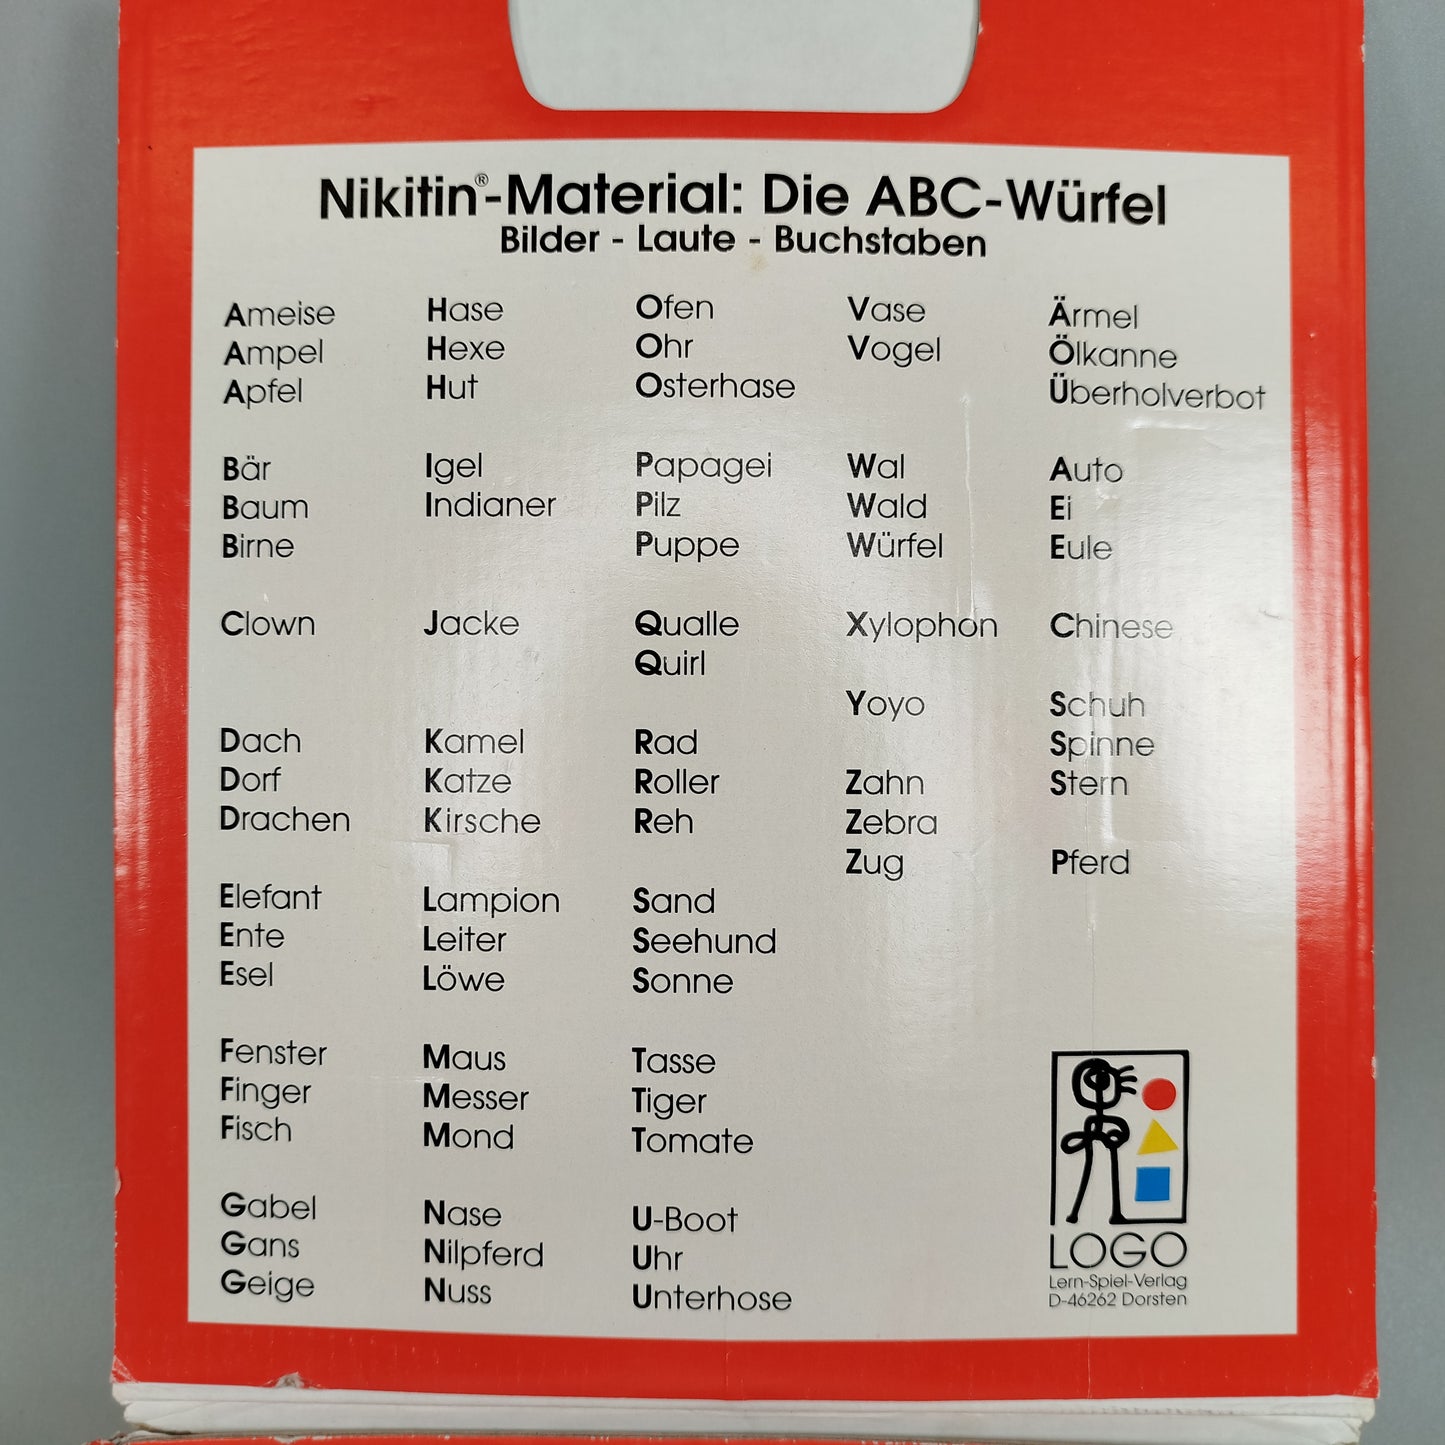 Nikitin®-Material: Die ABC-Würfel
Bilder - Laute - Buchstaben
Ameise
Ampel
Apfel
Bär
Baum
Birne
Clown
Dach
Dorf
Drachen
Elefant
Ente
Esel
Fenster
Finger
Fisch
Gabel
Gans
Geige
Hase
Hexe
Hut
Igel
Indianer
Jacke
Kamel
Katze
Kirsche
Lampion
Leiter
Löwe
Maus
Messer
Mond
Nase
Nilpferd
Nuss
Ofen
Ohr
Osterhase
Papagei
Pilz
Puppe
Qualle
Quirl
Rad
Roller
Reh
Sand
Seehund
Sonne
Tasse
Tiger
Tomate
U-Boot
Uhr
Unterhose
Vase
Vogel
Wal
Wald
Würfel
Xylophon
Yoyo
Zahn
Zebra
Zug
Ärmel
Ölkanne
Überholverbot
Auto
Ei
Eule
Chinese
Schuh
Spinne
Stern
Pferd
LOGO
Lern-Spiel-Verlag
D-46262 Dorsten